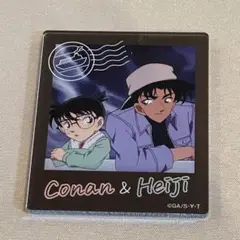 Conan & Heiji
©GA/S・Y・T